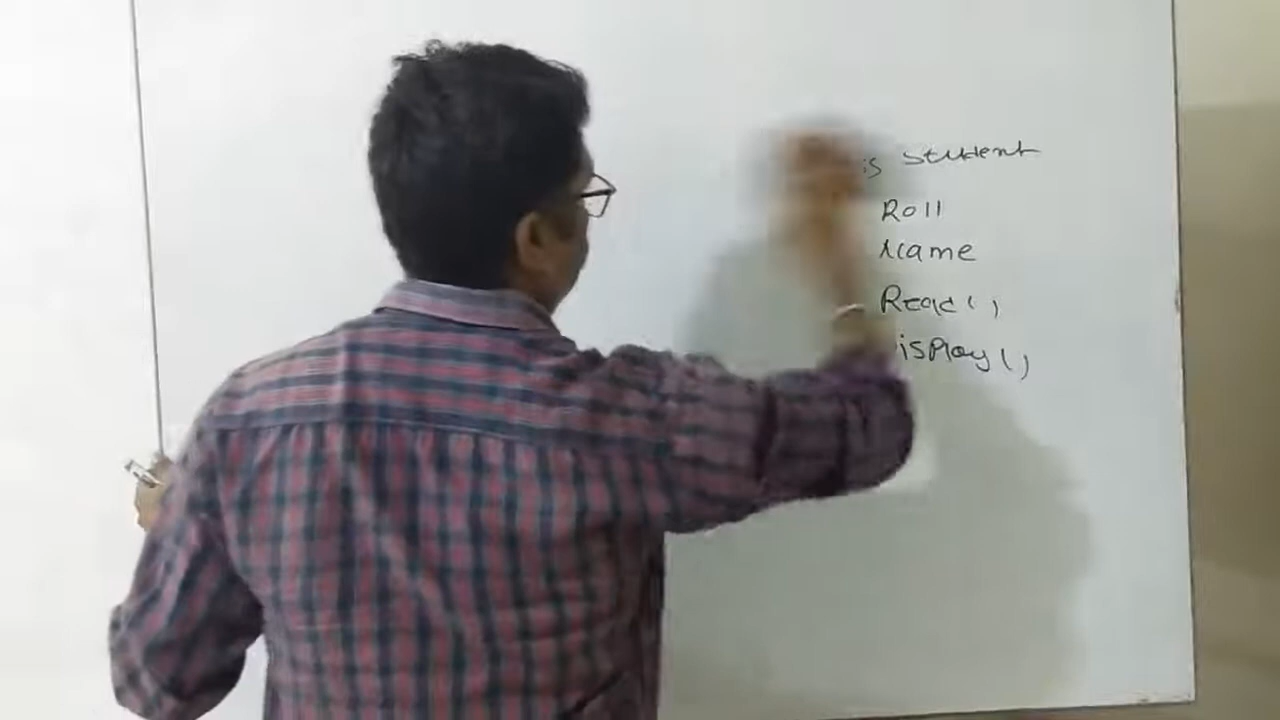 student
Roll
Name
Read()
isplay()